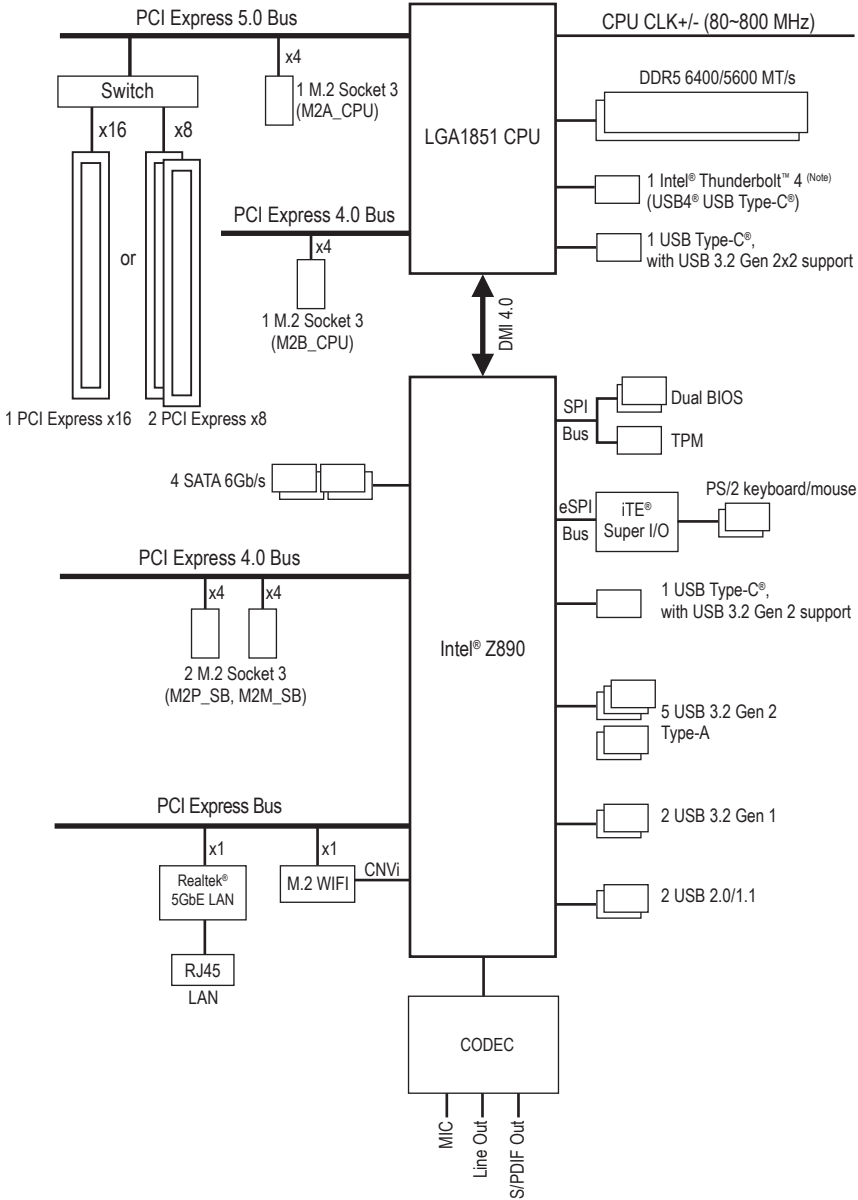 PCI Express 5.0 Bus
CPU CLK+/- (80~800 MHz)
x4
Switch
1 M.2 Socket 3
(M2A_CPU)
DDR5 6400/5600 MT/s
x16
x8
LGA1851 CPU
1 Intel® Thunderbolt™ 4 (Note)
(USB4® USB Type-C®)
PCI Express 4.0 Bus
x4
1 USB Type-C®,
with USB 3.2 Gen 2x2 support
or
1 M.2 Socket 3
(M2B_CPU)
DMI 4.0
1 PCI Express x16
2 PCI Express x8
SPI
Bus
Dual BIOS
TPM
4 SATA 6Gb/s
PS/2 keyboard/mouse
eSPI
Bus
iTE®
Super I/O
PCI Express 4.0 Bus
x4
x4
1 USB Type-C®,
with USB 3.2 Gen 2 support
2 M.2 Socket 3
(M2P_SB, M2M_SB)
Intel® Z890
5 USB 3.2 Gen 2
Type-A
PCI Express Bus
2 USB 3.2 Gen 1
x1
x1
Realtek®
5GbE LAN
M.2 WIFI
CNVi
2 USB 2.0/1.1
RJ45
LAN
CODEC
MIC
Line Out
S/PDIF Out